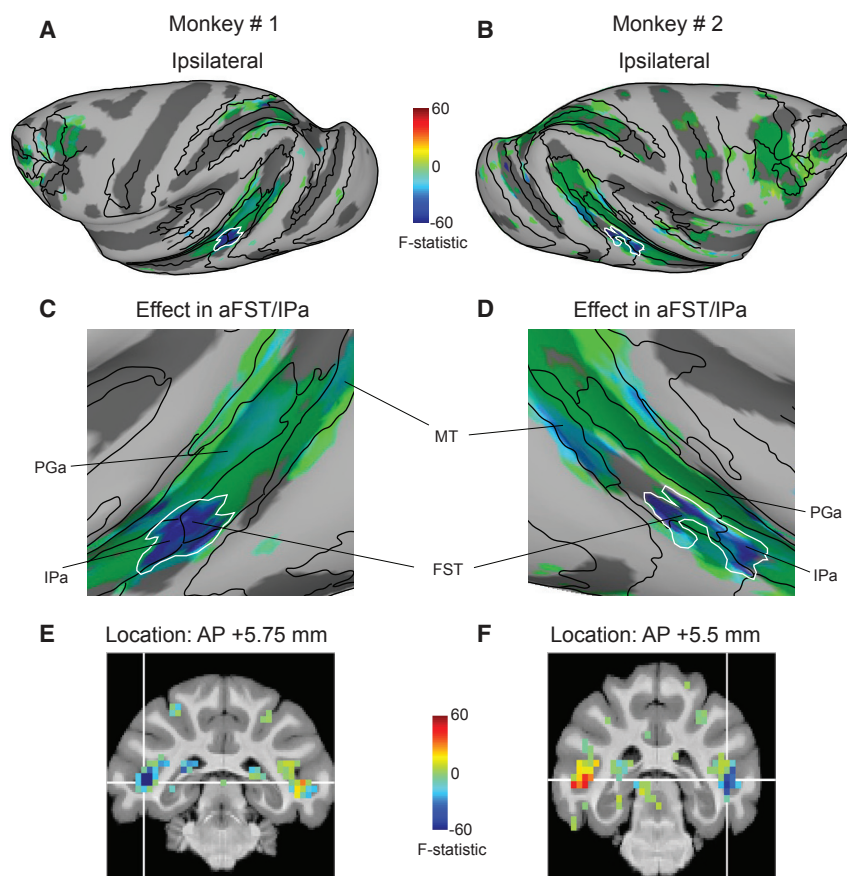 A
Monkey # 1
B
Monkey # 2
Ipsilateral
Ipsilateral
60
-60
F-statistic
C
Effect in aFST/IPa
D
Effect in aFST/IPa
MT
PGa
PGa
IPa
FST
IPa
E
Location: AP +5.75 mm
F
Location: AP +5.5 mm
60
0
-60
F-statistic